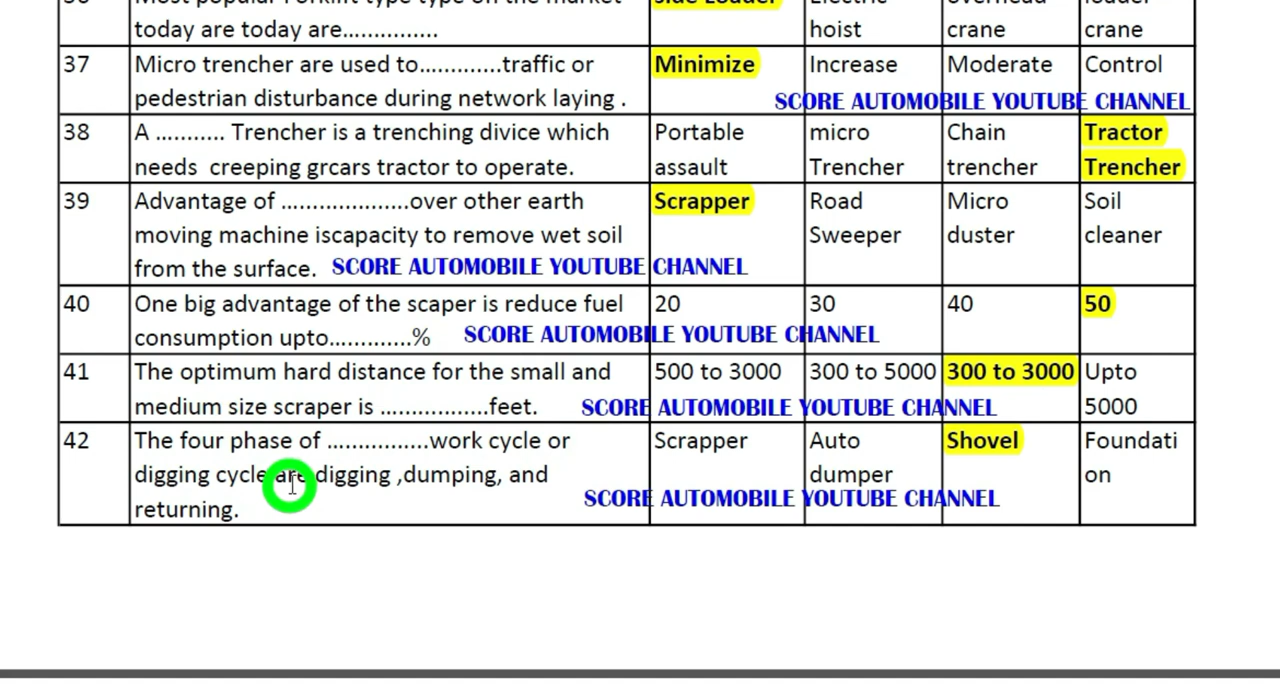 today are today are...............
hoist
crane
crane
37 Micro trencher are used to.............traffic or Minimize Increase Moderate Control
pedestrian disturbance during network laying .
SCORE AUTOMOBILE YOUTUBE CHANNEL
38 A ........... Trencher is a trenching divice which Portable micro Chain Tractor
needs creeping grcars tractor to operate. assault Trencher trencher Trencher
39 Advantage of .....................over other earth Scrapper Road Micro Soil
moving machine iscapacity to remove wet soil Sweeper duster cleaner
from the surface. SCORE AUTOMOBILE YOUTUBE CHANNEL
40 One big advantage of the scaper is reduce fuel 20 30 40 50
consumption upto.............% SCORE AUTOMOBILE YOUTUBE CHANNEL
41 The optimum hard distance for the small and 500 to 3000 300 to 5000 300 to 3000 Upto
medium size scraper is .................feet. 5000
SCORE AUTOMOBILE YOUTUBE CHANNEL
42 The four phase of ................work cycle or Scrapper Auto Shovel Foundati
digging cycle are digging ,dumping, and dumper on
returning.
SCORE AUTOMOBILE YOUTUBE CHANNEL